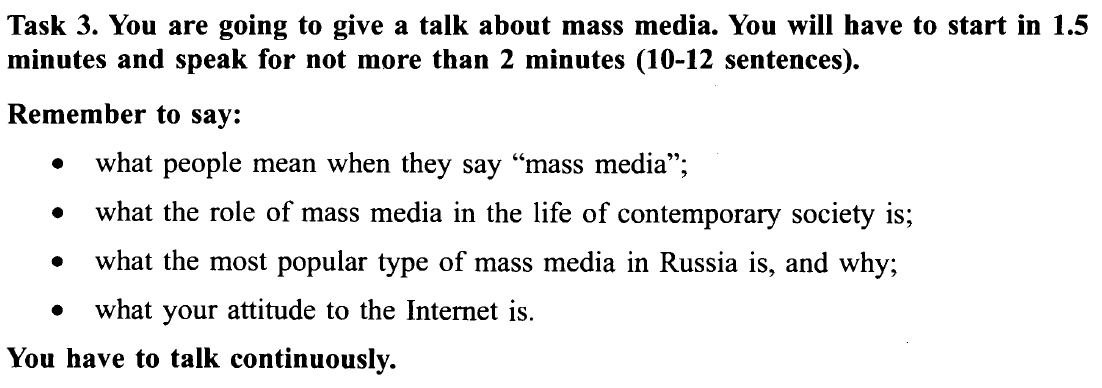 Task 3. You are going to give a talk about mass media. You will have to start in 1.5
minutes and speak for not more than 2 minutes (10-12 sentences).
Remember to say:
• what people mean when they say “mass media”;
• what the role of mass media in the life of contemporary society is;
• what the most popular type of mass media in Russia is, and why;
• what your attitude to the Internet is.
You have to talk continuously.